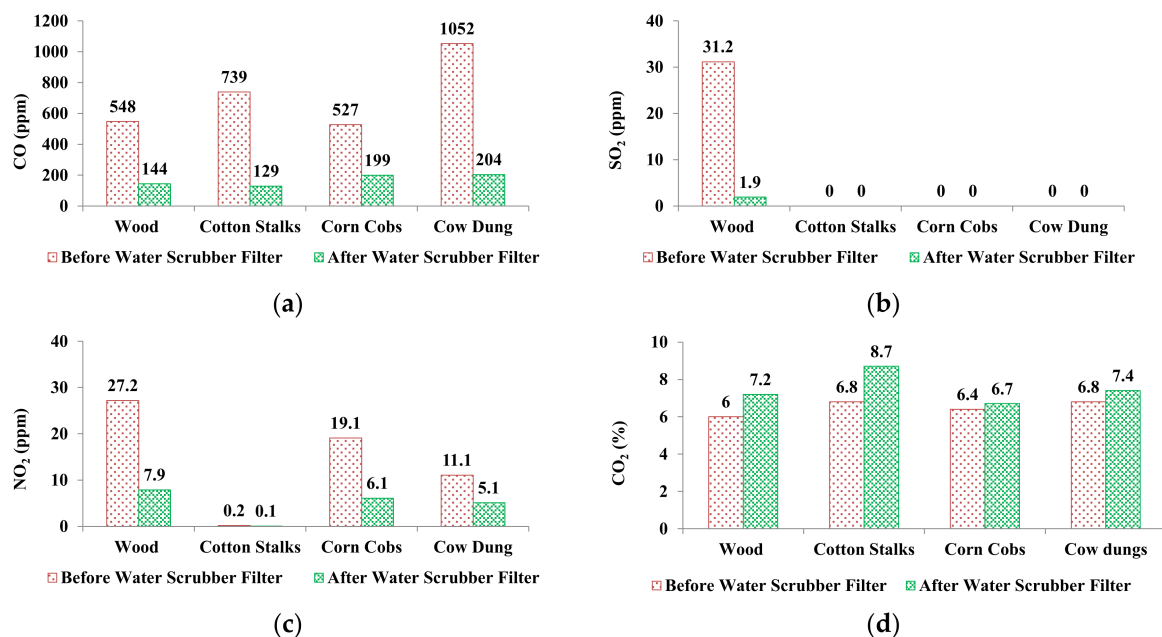 1200
1000
800
600
400
200
0
CO (ppm)
548
144
739
129
527
199
1052
204
Wood
Cotton Stalks
Corn Cobs
Cow Dung
Before Water Scrubber Filter
After Water Scrubber Filter
(a)
40
30
20
10
0
SO₂ (ppm)
31.2
1.9
0
0
0
0
0
0
Wood
Cotton Stalks
Corn Cobs
Cow Dung
Before Water Scrubber Filter
After Water Scrubber Filter
(b)
40
30
20
10
0
NO₂ (ppm)
27.2
7.9
0.2
0.1
19.1
6.1
11.1
5.1
Wood
Cotton Stalks
Corn Cobs
Cow Dung
Before Water Scrubber Filter
After Water Scrubber Filter
(c)
10
8
6
4
2
0
CO₂ (%)
6
7.2
6.8
8.7
6.4
6.7
6.8
7.4
Wood
Cotton Stalks
Corn Cobs
Cow dungs
Before Water Scrubber Filter
After Water Scrubber Filter
(d)